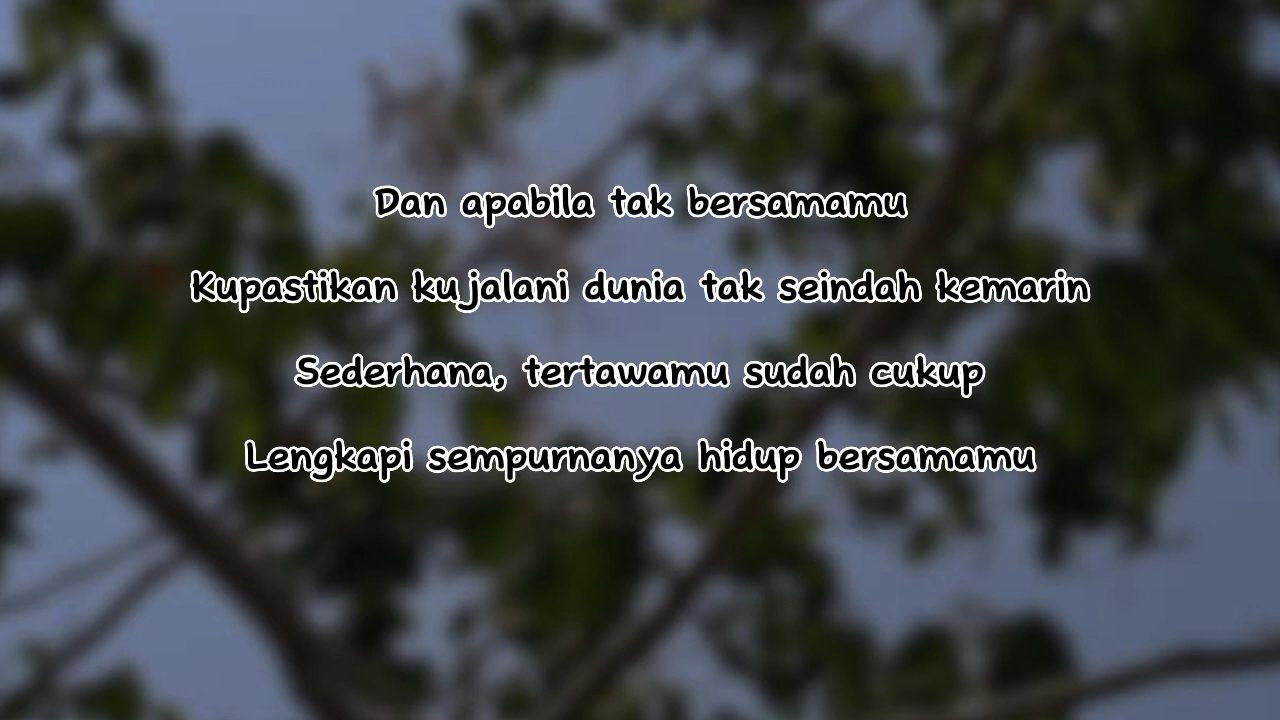 Dan apabila tak bersamamu
Kupastikan kujalani dunia tak seindah kemarin
Sederhana, tertawamu sudah cukup
Lengkapi sempurnanya hidup bersamamu